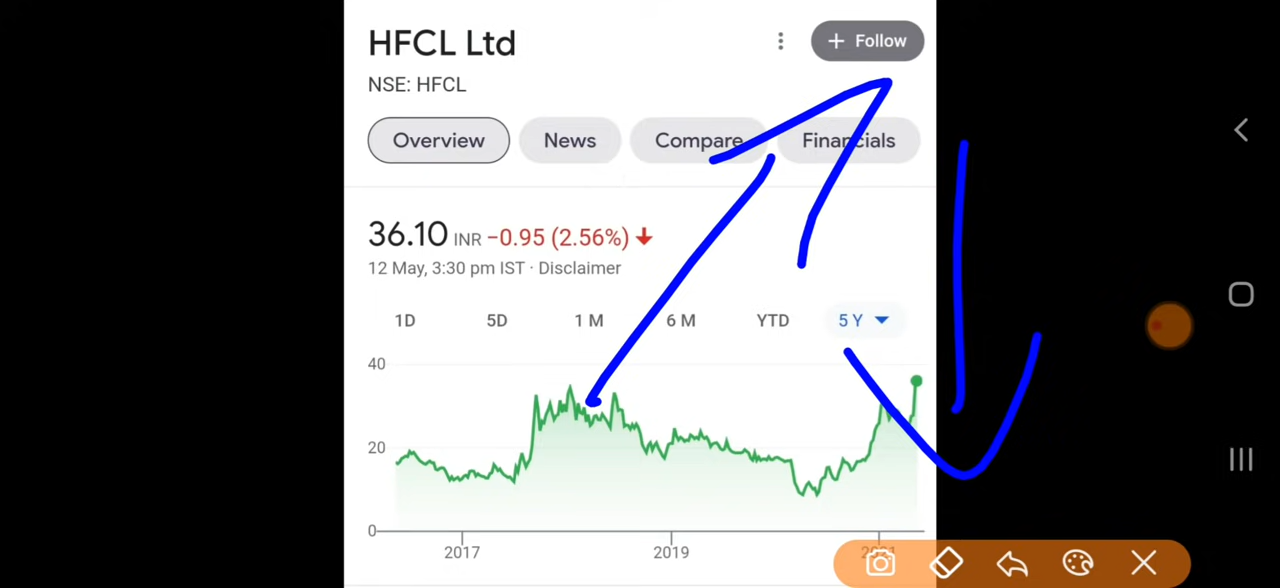 HFCL Ltd
+ Follow
NSE: HFCL
Overview News Compare Financials
36.10 INR −0.95 (2.56%)
12 May, 3:30 pm IST · Disclaimer
1D 5D 1 M 6 M YTD 5 Y
40
20
0
2017 2019 2021